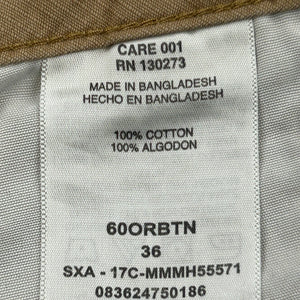 CARE 001
RN 130273
MADE IN BANGLADESH
HECHO EN BANGLADESH
100% COTTON
100% ALGODON
60ORBTN
36
SXA - 17C-MMMH55571
083624750186